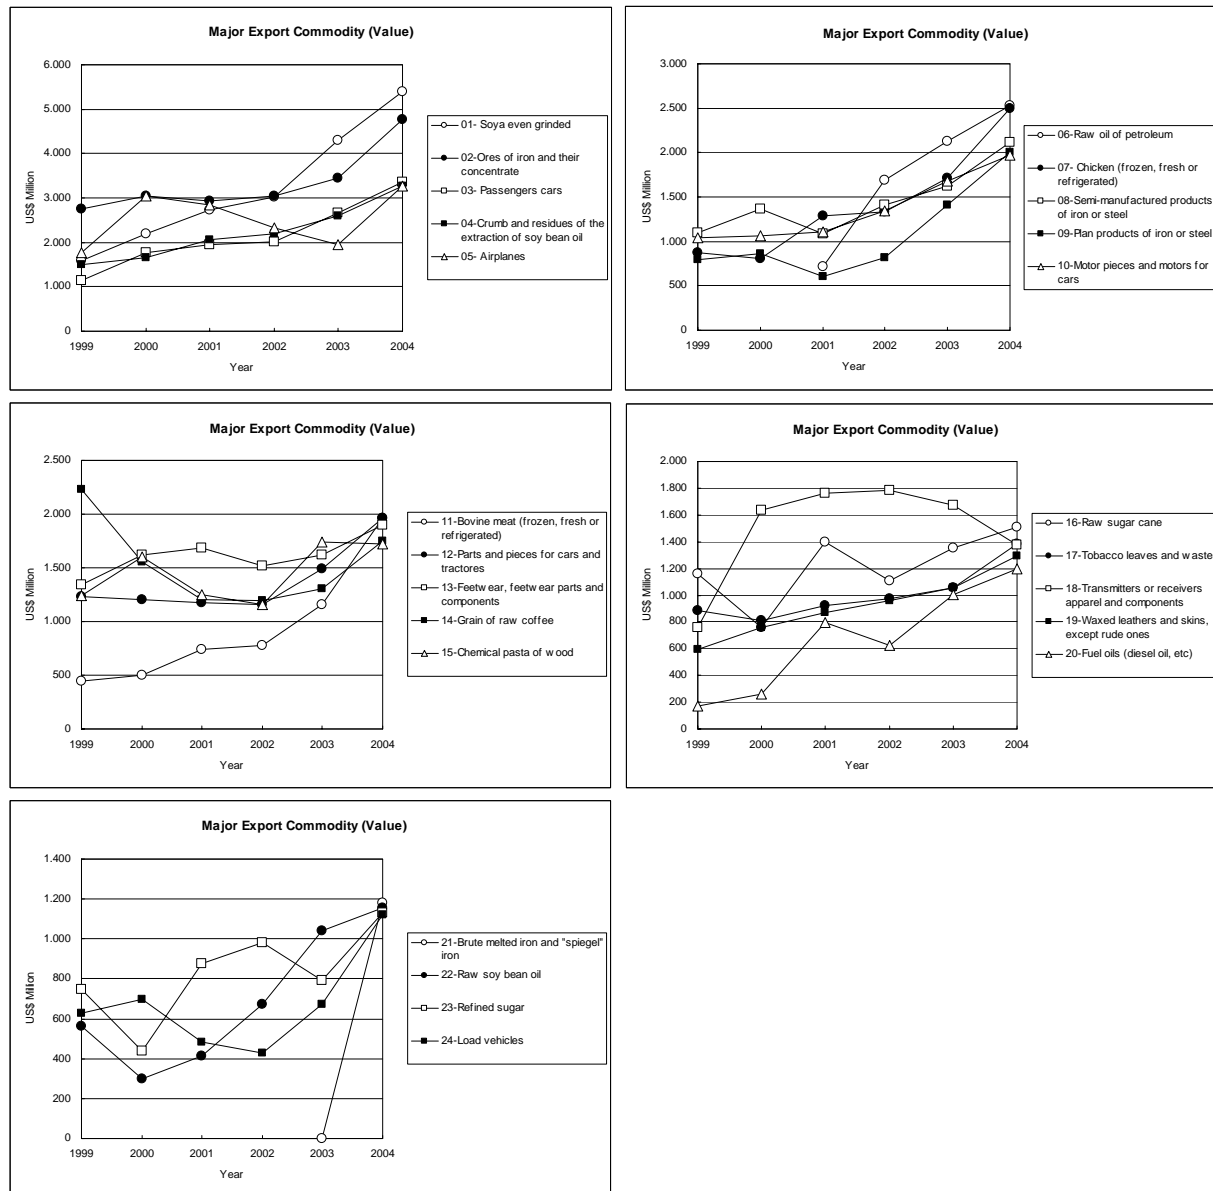 Major Export Commodity (Value)
6.000
5.000
4.000
3.000
2.000
1.000
0
US$ Million
1999 2000 2001 2002 2003 2004
Year
01- Soya even grinded
02-Ores of iron and their
concentrate
03- Passengers cars
04-Crumb and residues of the
extraction of soy bean oil
05- Airplanes
Major Export Commodity (Value)
3.000
2.500
2.000
1.500
1.000
500
0
US$ Million
1999 2000 2001 2002 2003 2004
Year
06-Raw oil of petroleum
07- Chicken (frozen, fresh or
refrigerated)
08-Semi-manufactured products
of iron or steel
09-Plan products of iron or steel
10-Motor pieces and motors for
cars
Major Export Commodity (Value)
2.500
2.000
1.500
1.000
500
0
US$ Million
1999 2000 2001 2002 2003 2004
Year
11-Bovine meat (frozen, fresh or
refrigerated)
12-Parts and pieces for cars and
tractores
13-Feetwear, feetwear parts and
components
14-Grain of raw coffee
15-Chemical pasta of wood
Major Export Commodity (Value)
2.000
1.800
1.600
1.400
1.200
1.000
800
600
400
200
0
US$ Million
1999 2000 2001 2002 2003 2004
Year
16-Raw sugar cane
17-Tobacco leaves and waste
18-Transmitters or receivers
apparel and components
19-Waxed leathers and skins,
except rude ones
20-Fuel oils (diesel oil, etc)
Major Export Commodity (Value)
1.400
1.200
1.000
800
600
400
200
0
US$ Million
1999 2000 2001 2002 2003 2004
Year
21-Brute melted iron and "spiegel"
iron
22-Raw soy bean oil
23-Refined sugar
24-Load vehicles